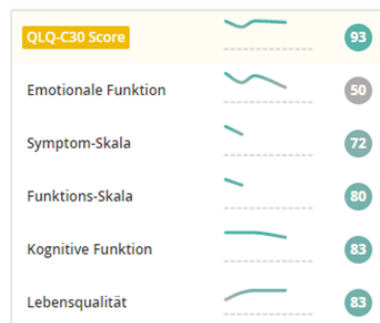 QLQ-C30 Score 93
Emotionale Funktion 50
Symptom-Skala 72
Funktions-Skala 80
Kognitive Funktion 83
Lebensqualität 83